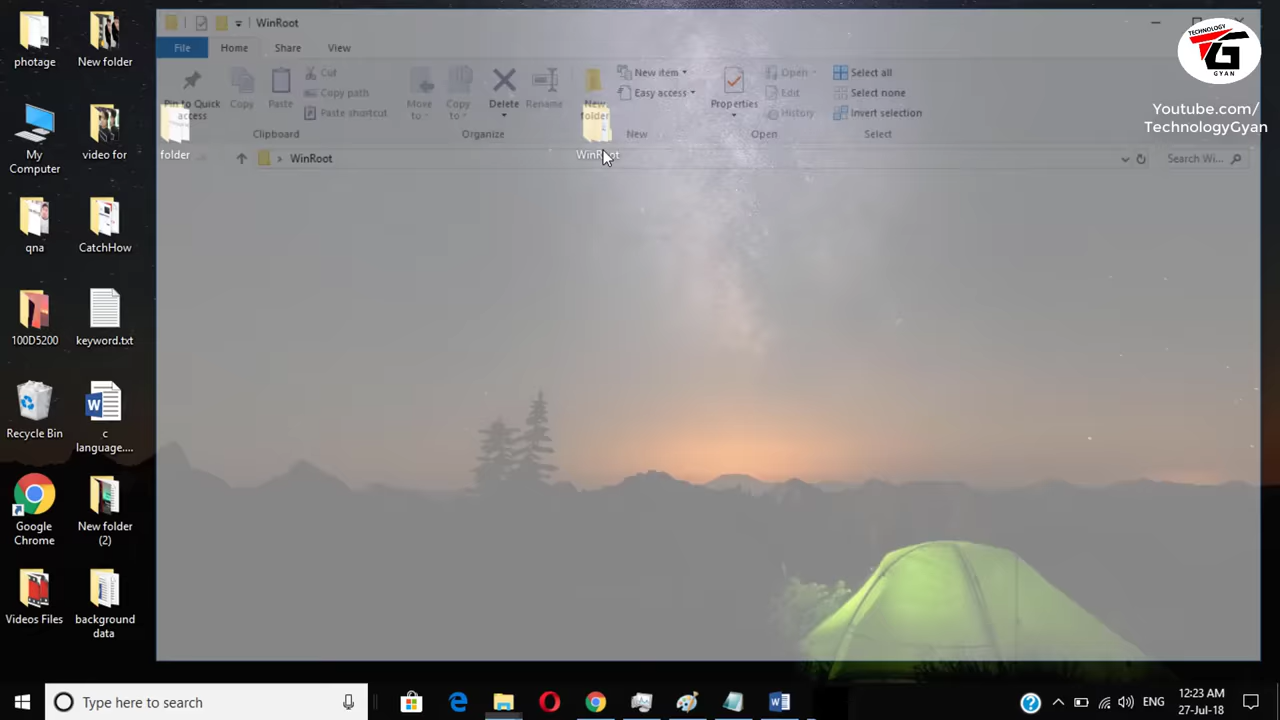 WinRoot
File
Home
Share
View
Pin to Quick access
Copy
Paste
Cut
Copy path
Paste shortcut
Clipboard
Move to
Copy to
Delete
Rename
Organize
New folder
New item
Easy access
New
Properties
Open
Edit
History
Open
Select all
Select none
Invert selection
Select
WinRoot
Search Wi...
TECHNOLOGY
TG
GYAN
Youtube.com/
TechnologyGyan
photage
New folder
My
Computer
video for
folder
WinRoot
qna
CatchHow
100D5200
keyword.txt
Recycle Bin
c
language....
Google
Chrome
New folder
(2)
Videos Files
background
data
Type here to search
ENG
12:23 AM
27-Jul-18